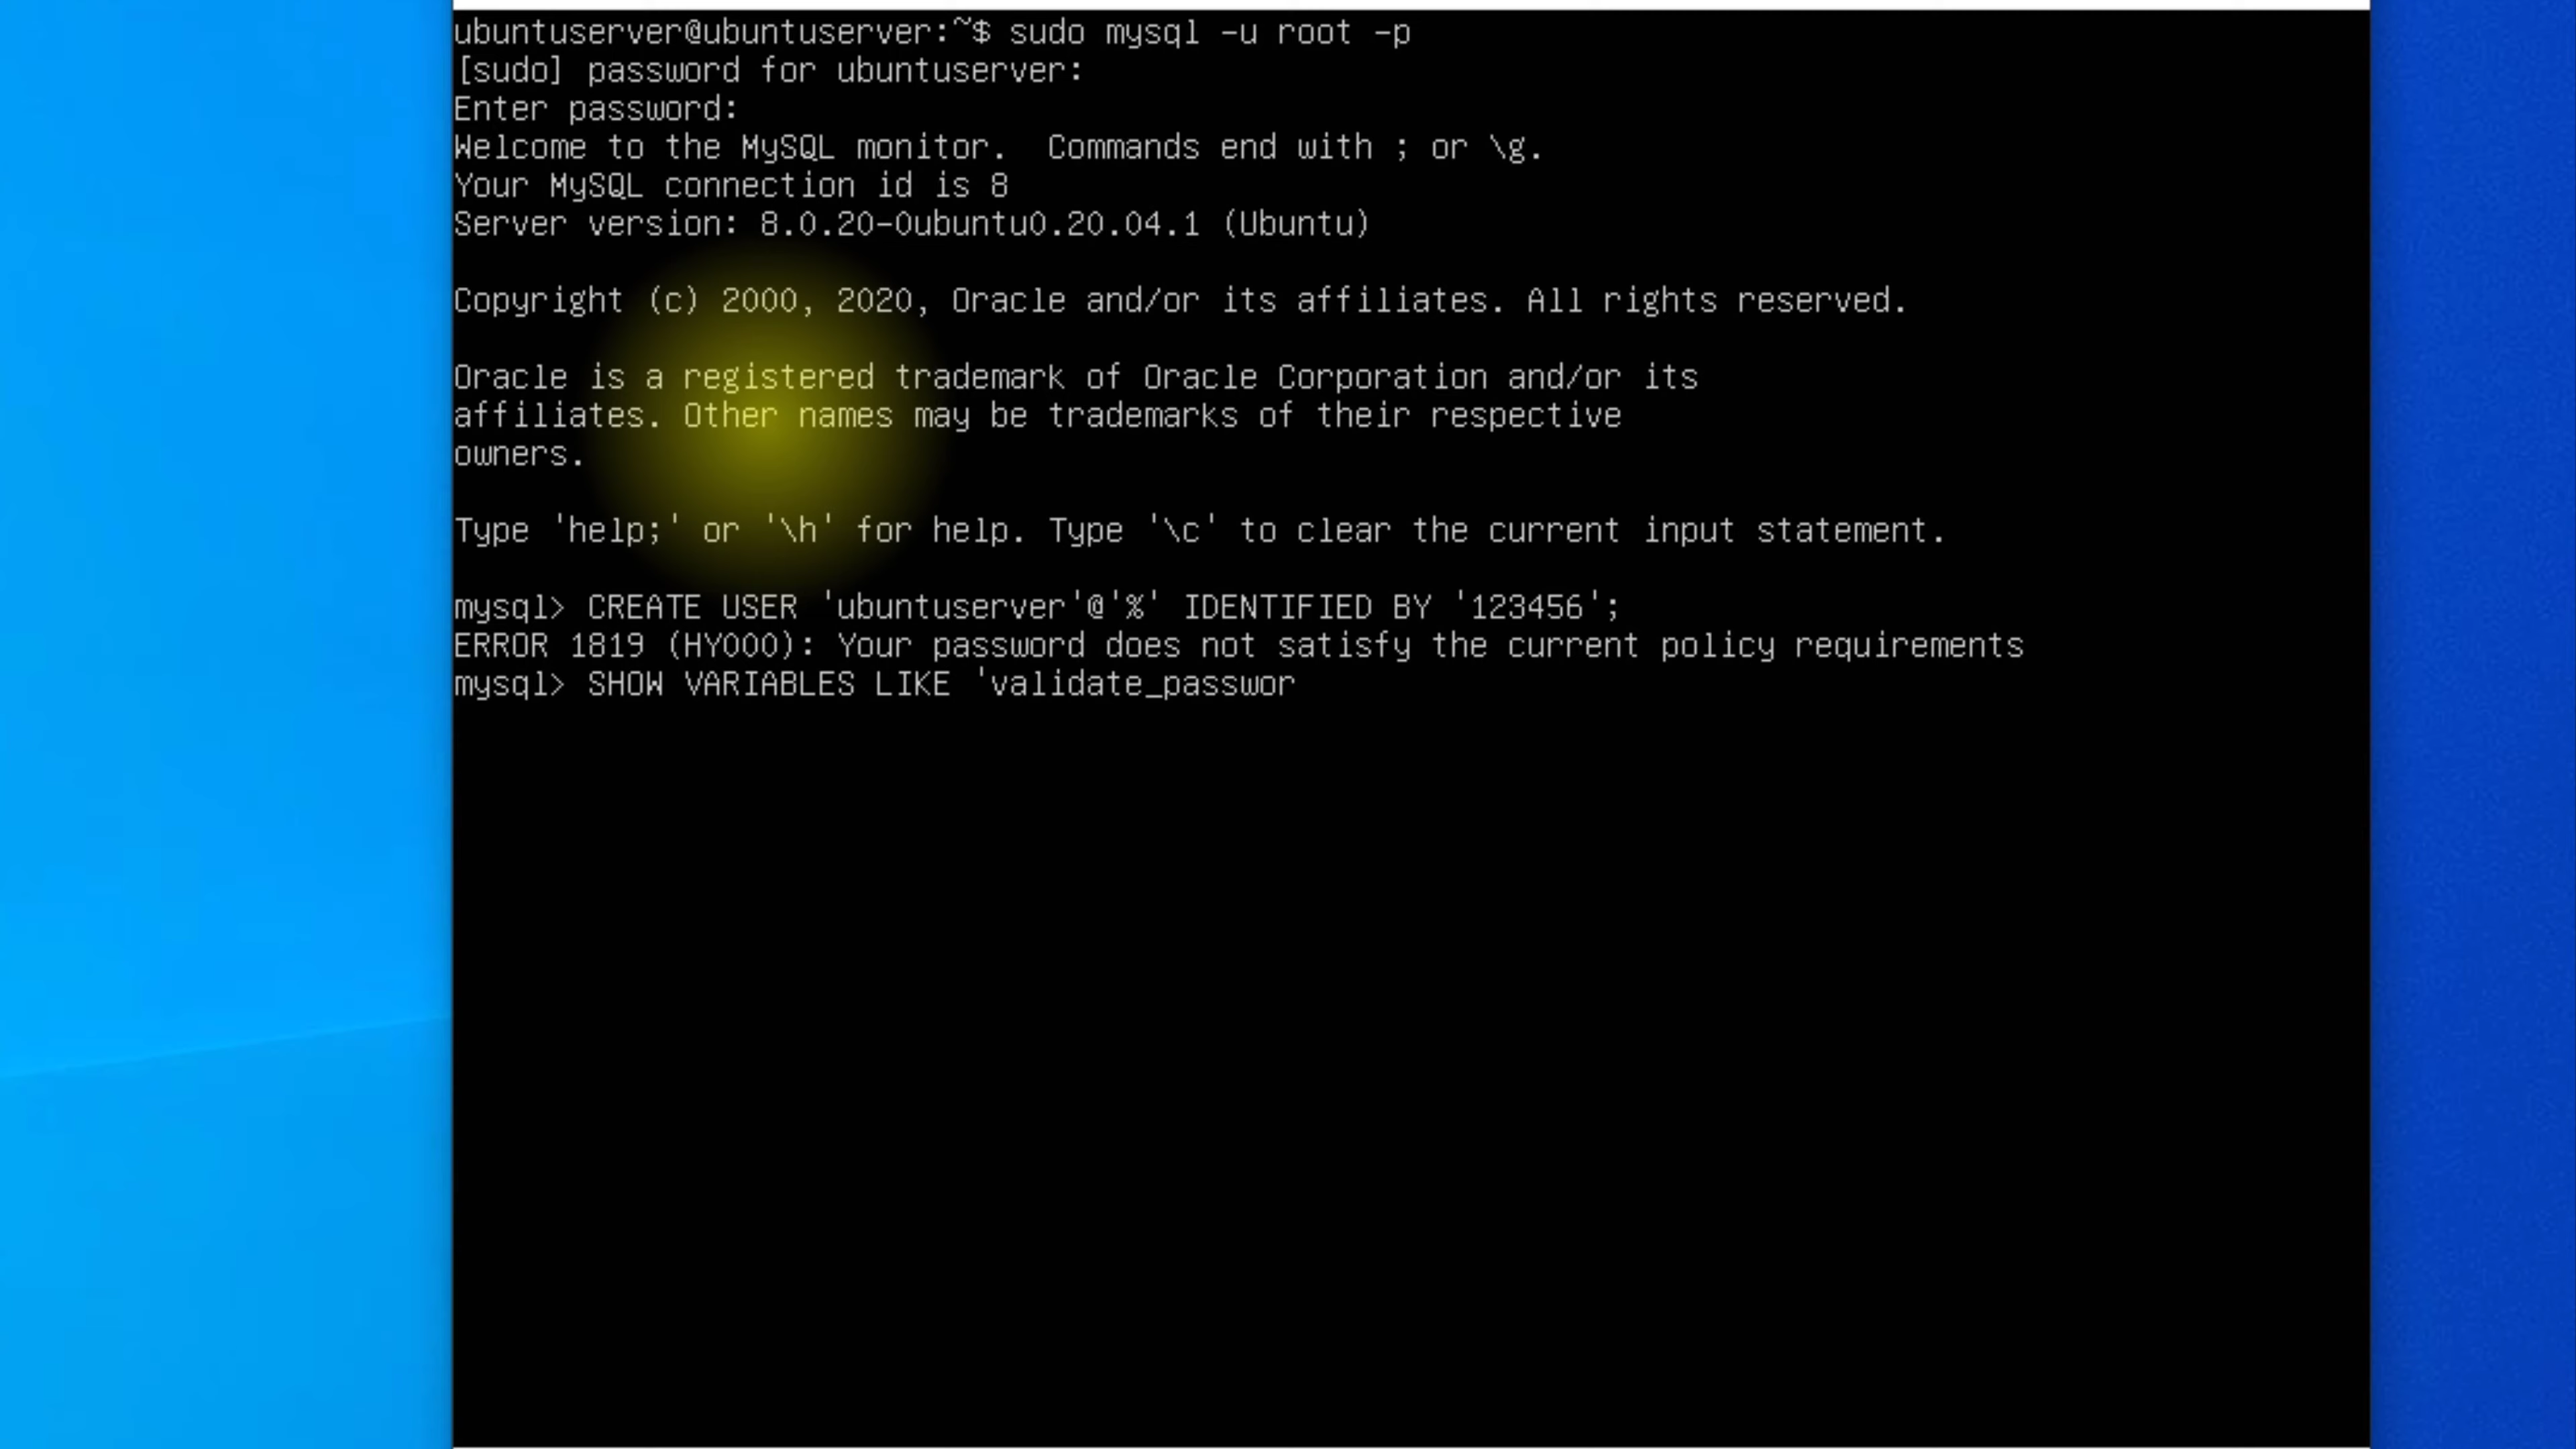 ubuntuserver@ubuntuserver:~$ sudo mysql -u root -p
[sudo] password for ubuntuserver:
Enter password:
Welcome to the MySQL monitor.  Commands end with ; or \g.
Your MySQL connection id is 8
Server version: 8.0.20-0ubuntu0.20.04.1 (Ubuntu)
Copyright (c) 2000, 2020, Oracle and/or its affiliates. All rights reserved.
Oracle is a registered trademark of Oracle Corporation and/or its
affiliates. Other names may be trademarks of their respective
owners.
Type 'help;' or '\h' for help. Type '\c' to clear the current input statement.
mysql> CREATE USER 'ubuntuserver'@'%' IDENTIFIED BY '123456';
ERROR 1819 (HY000): Your password does not satisfy the current policy requirements
mysql> SHOW VARIABLES LIKE 'validate_passwor